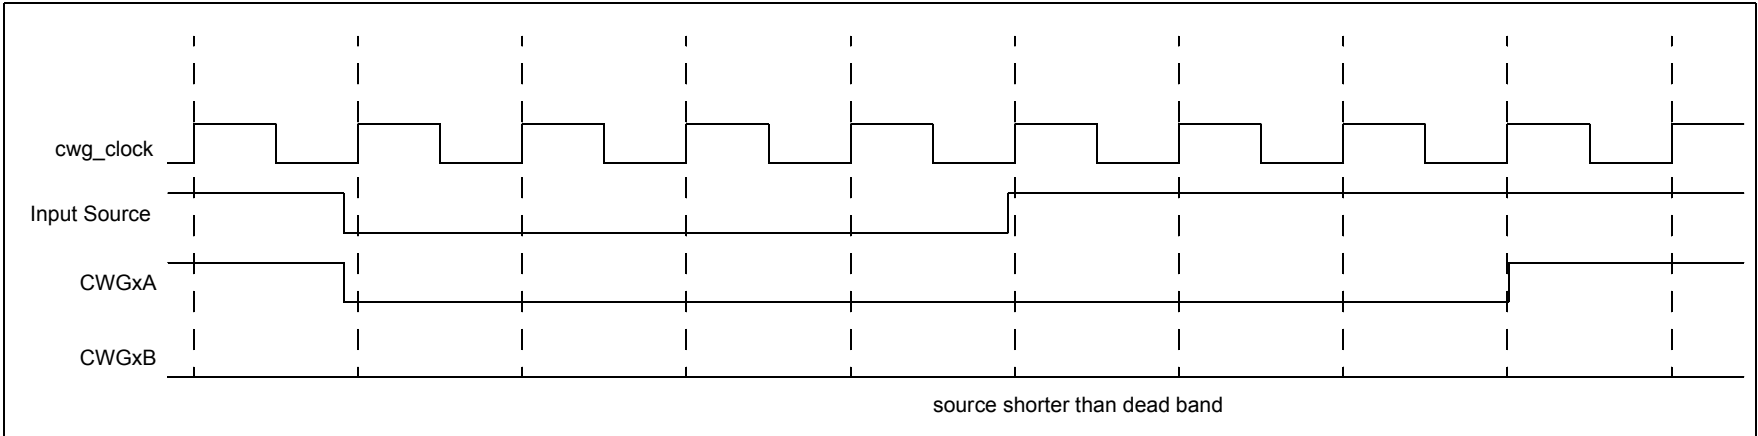 cwg_clock
Input Source
CWGxA
CWGxB
source shorter than dead band